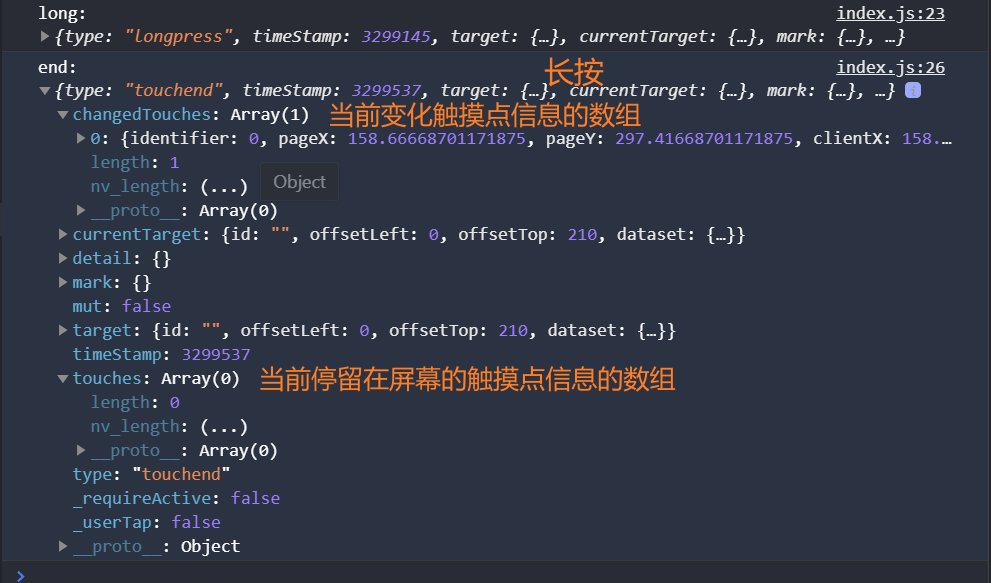 long: index.js:23
▶{type: "longpress", timeStamp: 3299145, target: {…}, currentTarget: {…}, mark: {…}, …}
end: 长按 index.js:26
▼{type: "touchend", timeStamp: 3299537, target: {…}, currentTarget: {…}, mark: {…}, …} i
▼changedTouches: Array(1) 当前变化触摸点信息的数组
▶0: {identifier: 0, pageX: 158.66668701171875, pageY: 297.41668701171875, clientX: 158.…
length: 1
nv_length: (...) Object
▶__proto__: Array(0)
▶currentTarget: {id: "", offsetLeft: 0, offsetTop: 210, dataset: {…}}
▶detail: {}
▶mark: {}
mut: false
▶target: {id: "", offsetLeft: 0, offsetTop: 210, dataset: {…}}
timeStamp: 3299537
▼touches: Array(0) 当前停留在屏幕的触摸点信息的数组
length: 0
nv_length: (...)
▶__proto__: Array(0)
type: "touchend"
_requireActive: false
_userTap: false
▶__proto__: Object
>